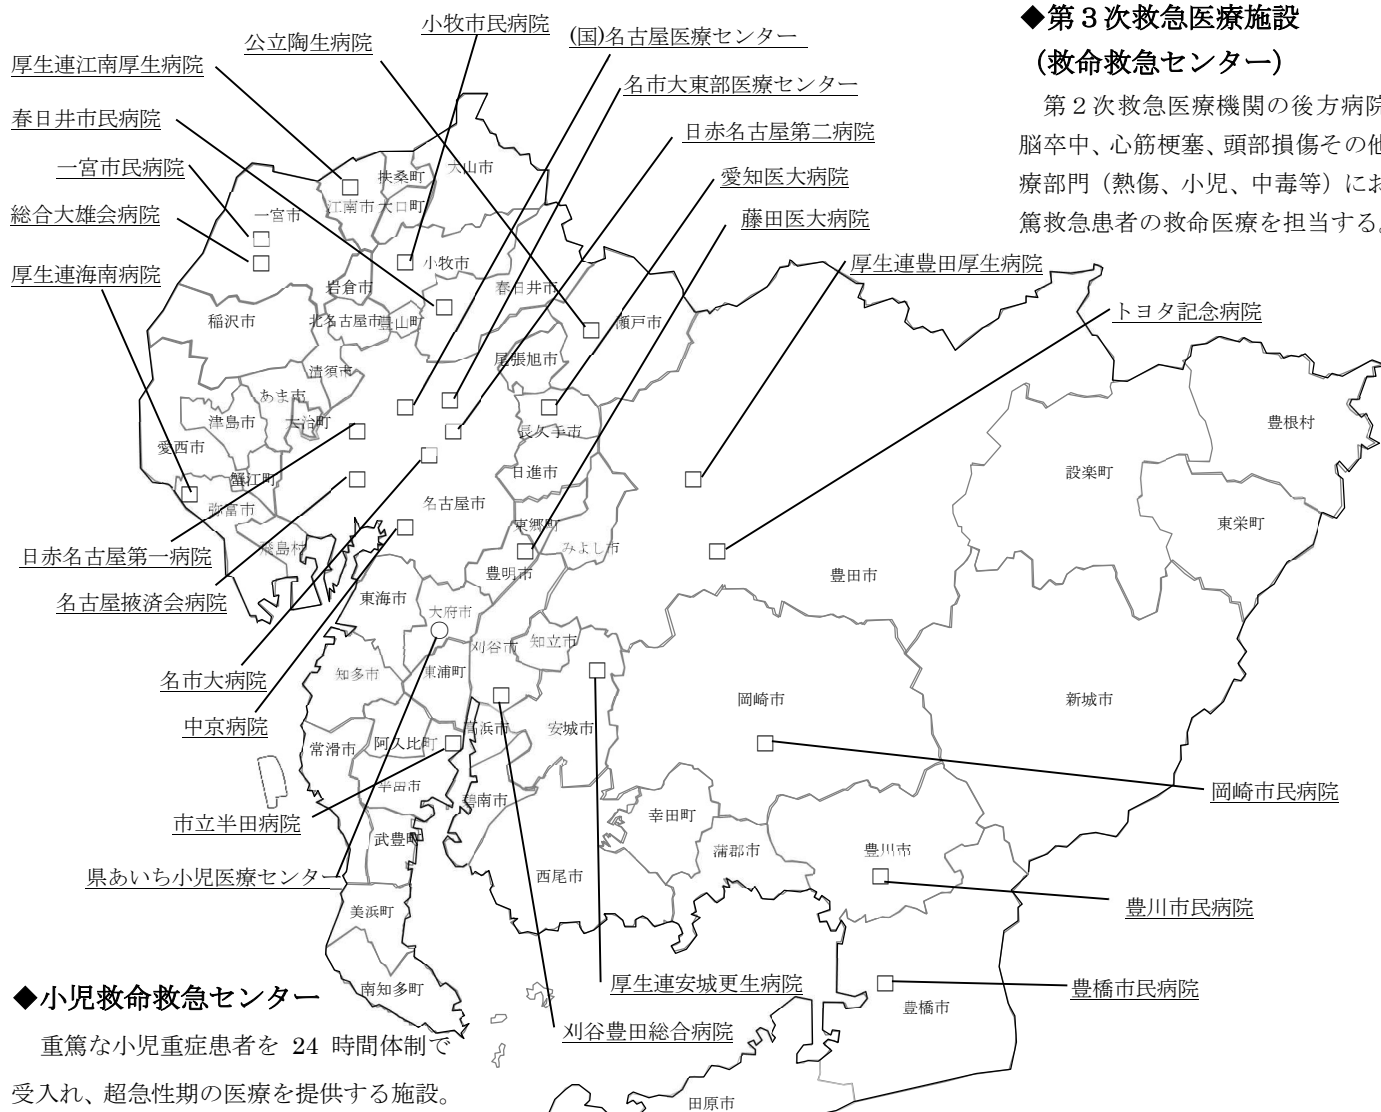 ◆第３次救急医療施設
（救命救急センター）
第２次救急医療機関の後方病院
脳卒中、心筋梗塞、頭部損傷その他
療部門（熱傷、小児、中毒等）にお
篤救急患者の救命医療を担当する。
小牧市民病院
公立陶生病院
(国)名古屋医療センター
厚生連江南厚生病院
名市大東部医療センター
春日井市民病院
日赤名古屋第二病院
一宮市民病院
愛知医大病院
総合大雄会病院
藤田医大病院
厚生連海南病院
厚生連豊田厚生病院
トヨタ記念病院
犬山市
扶桑町
江南市
大口町
一宮市
小牧市
岩倉市
春日井市
稲沢市
北名古屋市
豊山町
瀬戸市
尾張旭市
清須市
あま市
津島市
大治町
長久手市
豊根村
愛西市
蟹江町
日進市
設楽町
弥富市
名古屋市
東郷町
東栄町
飛島村
みよし市
日赤名古屋第一病院
豊明市
豊田市
名古屋掖済会病院
東海市
大府市
刈谷市
知立市
知多市
東浦町
名市大病院
岡崎市
新城市
中京病院
高浜市
安城市
常滑市
阿久比町
半田市
碧南市
岡崎市民病院
市立半田病院
幸田町
武豊町
蒲郡市
豊川市
県あいち小児医療センター
西尾市
美浜町
豊川市民病院
南知多町
厚生連安城更生病院
豊橋市民病院
豊橋市
刈谷豊田総合病院
◆小児救命救急センター
重篤な小児重症患者を 24 時間体制で
受入れ、超急性期の医療を提供する施設。
田原市